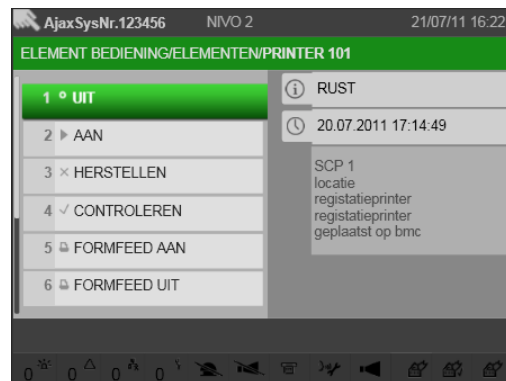 AjaxSysNr.123456 NIVO 2 21/07/11 16:22
ELEMENT BEDIENING/ELEMENTEN/PRINTER 101
1 UIT
2 AAN
3 HERSTELLEN
4 CONTROLEREN
5 FORMFEED AAN
6 FORMFEED UIT
RUST
20.07.2011 17:14:49
SCP 1
locatie
registatieprinter
registatieprinter
geplaatst op bmc
0 0 0 0